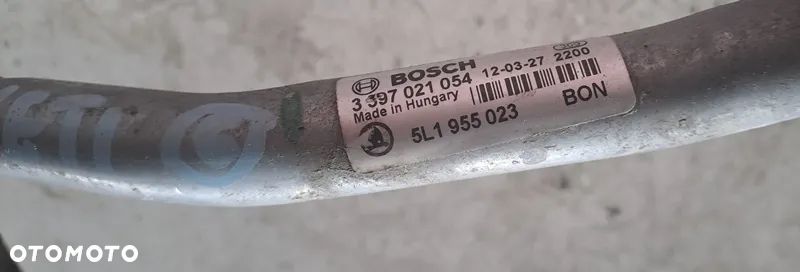 BOSCH 12-03-27 2200
3 397 021 054
Made in Hungary
5L1 955 023 BON
OTOMOTO